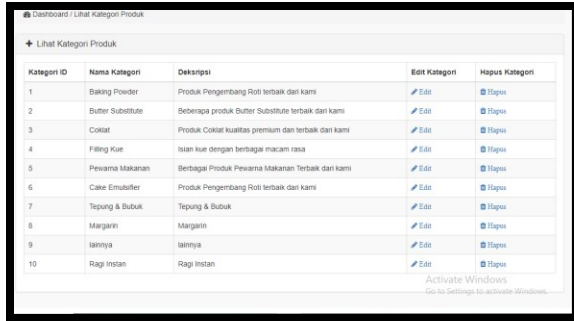 Dashboard / Lihat Kategori Produk
Lihat Kategori Produk
Kategori ID Nama Kategori Deksripsi Edit Kategori Hapus Kategori
1 Baking Powder Produk Pengembang Roti terbaik dari kami Edit Hapus
2 Butter Substitute Beberapa produk Butter Substitute terbaik dari kami Edit Hapus
3 Coklat Produk Coklat kualitas premium dan terbaik dari kami Edit Hapus
4 Filling Kue Isian kue dengan berbagai macam rasa Edit Hapus
5 Pewarna Makanan Berbagai Produk Pewarna Makanan Terbaik dari kami Edit Hapus
6 Cake Emulsifier Produk Pengembang Roti terbaik dari kami Edit Hapus
7 Tepung & Bubuk Tepung & Bubuk Edit Hapus
8 Margarin Margarin Edit Hapus
9 lainnya lainnya Edit Hapus
10 Ragi Instan Ragi Instan Edit Hapus
Activate Windows
Go to Settings to activate Windows.